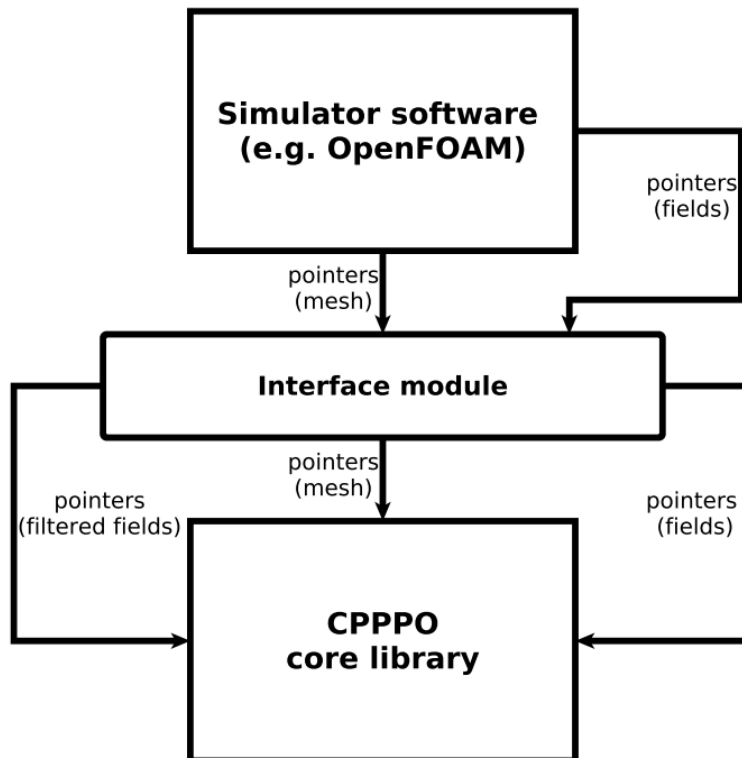 Simulator software
(e.g. OpenFOAM)
pointers
(fields)
pointers
(mesh)
Interface module
pointers
(mesh)
pointers
(filtered fields)
pointers
(fields)
CPPPO
core library